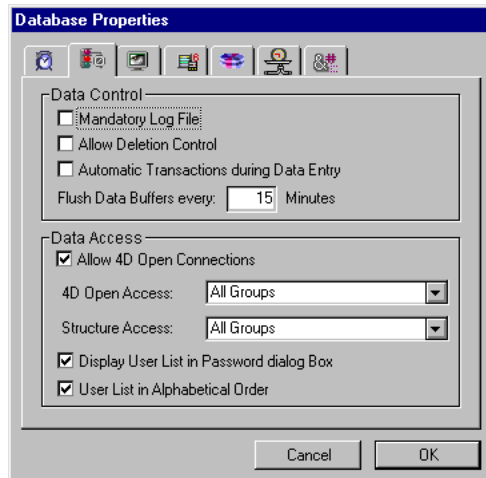 Database Properties
&#
Data Control
Mandatory Log File
Allow Deletion Control
Automatic Transactions during Data Entry
Flush Data Buffers every: 15 Minutes
Data Access
Allow 4D Open Connections
4D Open Access: All Groups
Structure Access: All Groups
Display User List in Password dialog Box
User List in Alphabetical Order
Cancel OK